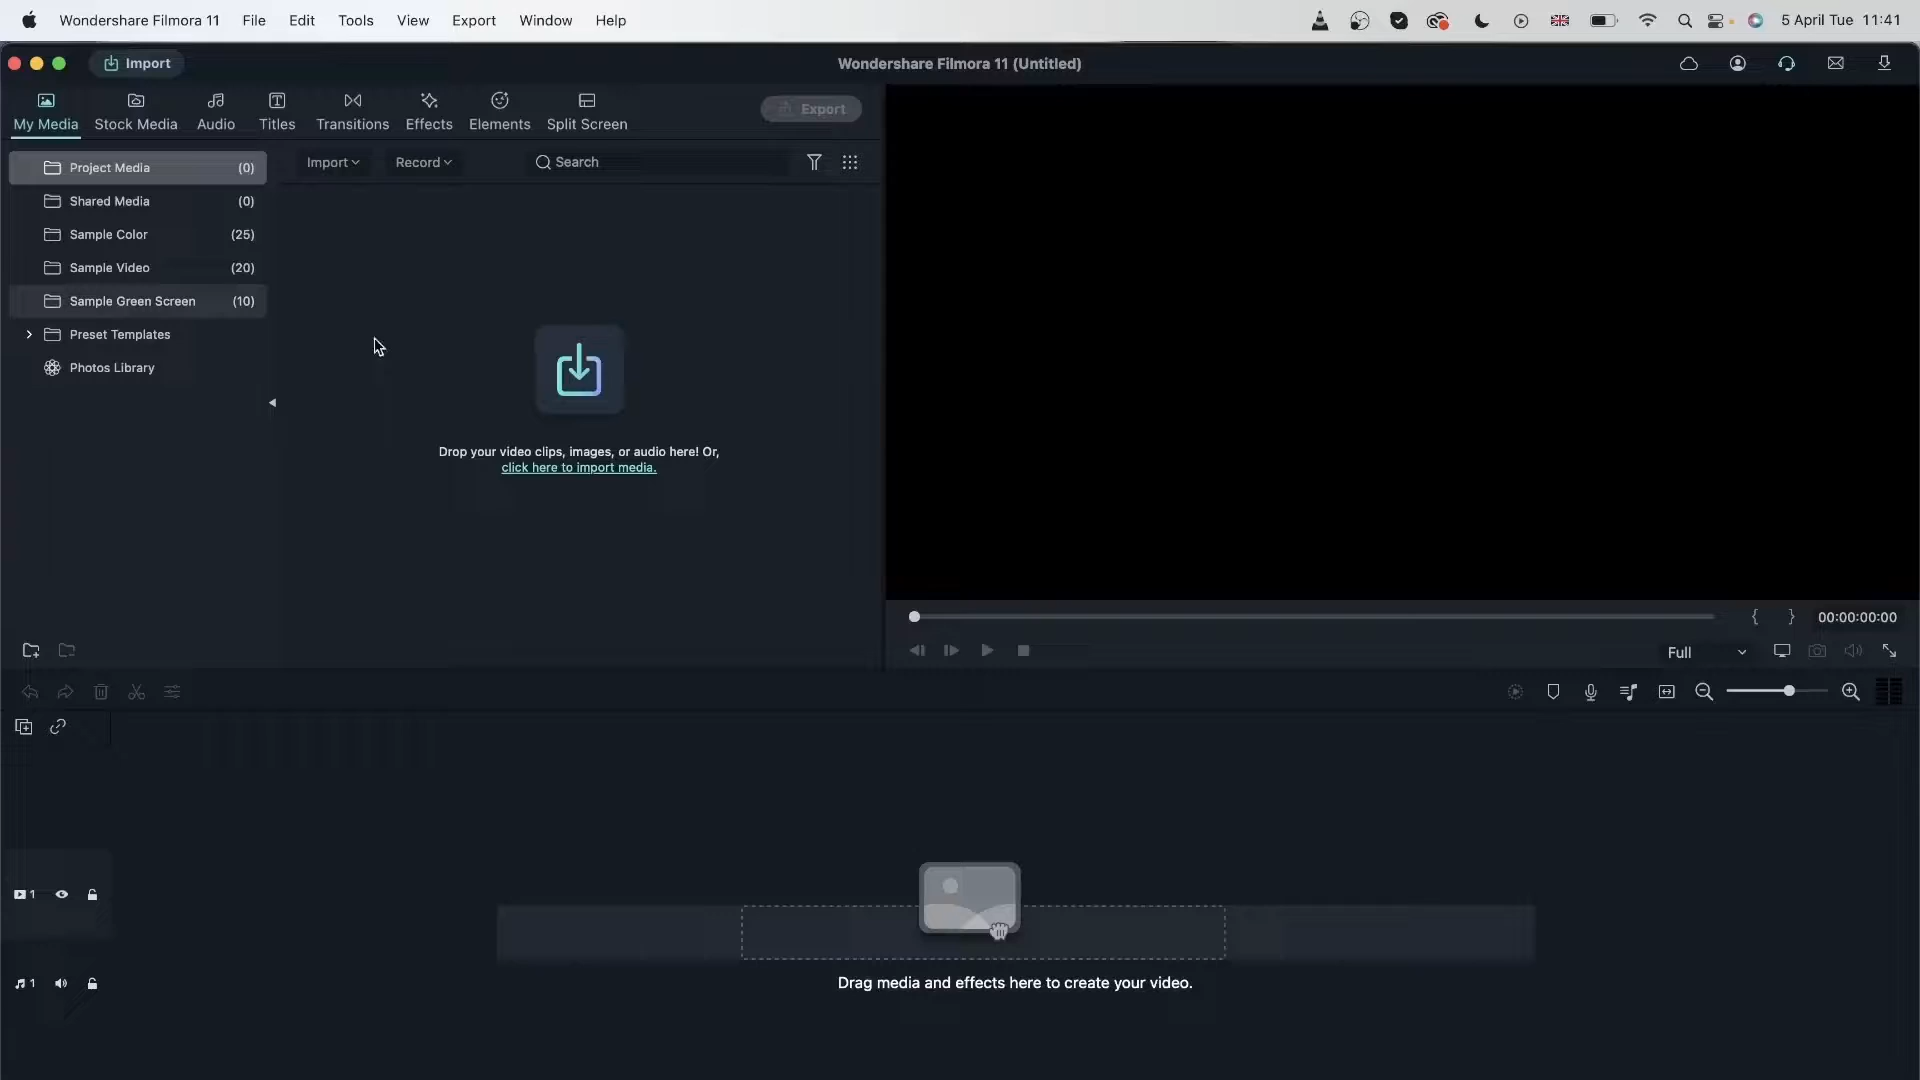 Wondershare Filmora 11 File Edit Tools View Export Window Help 5 April Tue 11:41
Import Wondershare Filmora 11 (Untitled)
My Media Stock Media Audio Titles Transitions Effects Elements Split Screen Export
Import Record Search
Project Media (0)
Shared Media (0)
Sample Color (25)
Sample Video (20)
Sample Green Screen (10)
Preset Templates
Photos Library
Drop your video clips, images, or audio here! Or,
click here to import media.
{ } 00:00:00:00
Full
1
1
Drag media and effects here to create your video.